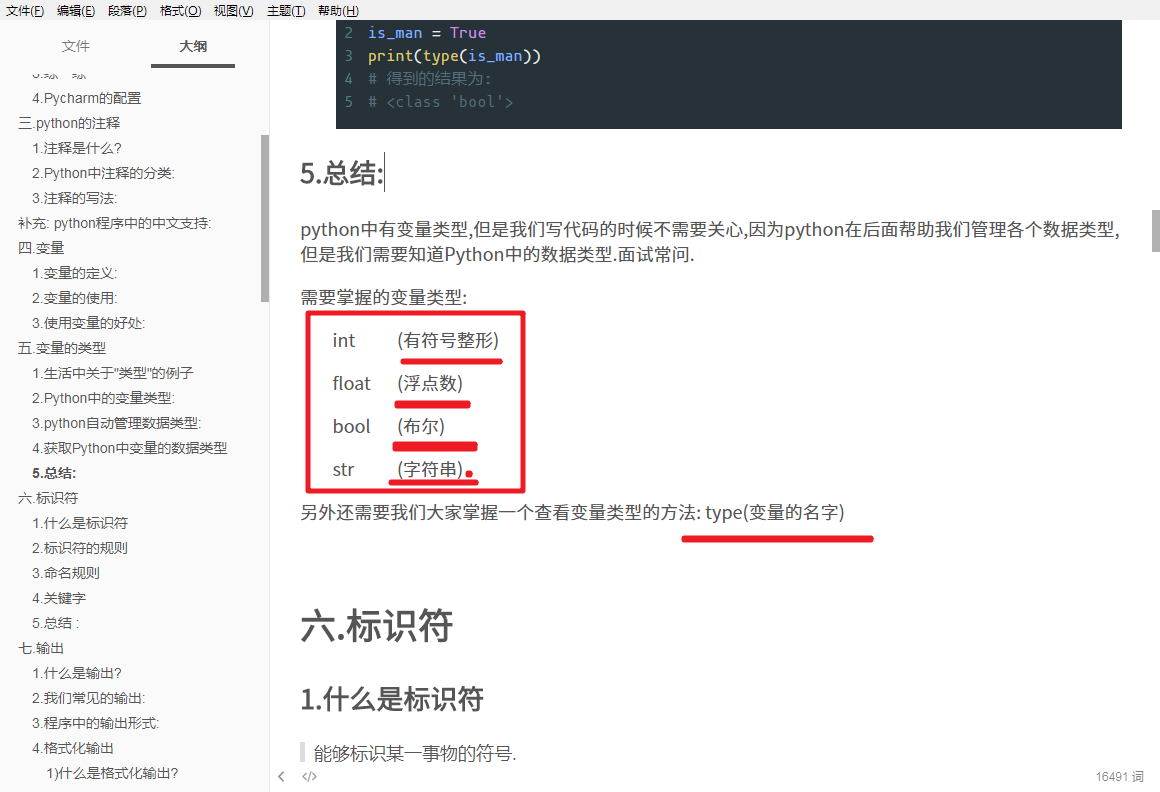 文件(F) 编辑(E) 段落(P) 格式(O) 视图(V) 主题(T) 帮助(H)
文件 大纲
4.Pycharm的配置
三.python的注释
1.注释是什么?
2.Python中注释的分类:
3.注释的写法:
补充: python程序中的中文支持:
四.变量
1.变量的定义:
2.变量的使用:
3.使用变量的好处:
五.变量的类型
1.生活中关于"类型"的例子
2.Python中的变量类型:
3.python自动管理数据类型:
4.获取Python中变量的数据类型
5.总结:
六.标识符
1.什么是标识符
2.标识符的规则
3.命名规则
4.关键字
5.总结 :
七.输出
1.什么是输出?
2.我们常见的输出:
3.程序中的输出形式:
4.格式化输出
1)什么是格式化输出?
2 is_man = True
3 print(type(is_man))
4 # 得到的结果为:
5 # <class 'bool'>
5.总结:
python中有变量类型,但是我们写代码的时候不需要关心,因为python在后面帮助我们管理各个数据类型,
但是我们需要知道Python中的数据类型.面试常问.
需要掌握的变量类型:
int (有符号整形)
float (浮点数)
bool (布尔)
str (字符串)
另外还需要我们大家掌握一个查看变量类型的方法: type(变量的名字)
六.标识符
1.什么是标识符
能够标识某一事物的符号.
</> 16491 词